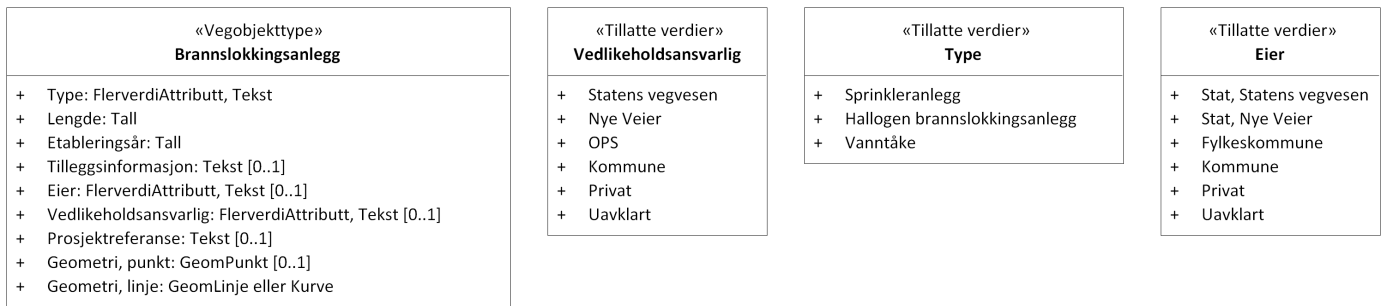 «Vegobjekttype»
Brannslokkingsanlegg
+ Type: FlerverdiAttributt, Tekst
+ Lengde: Tall
+ Etableringsår: Tall
+ Tilleggsinformasjon: Tekst [0..1]
+ Eier: FlerverdiAttributt, Tekst [0..1]
+ Vedlikeholdsansvarlig: FlerverdiAttributt, Tekst [0..1]
+ Prosjektreferanse: Tekst [0..1]
+ Geometri, punkt: GeomPunkt [0..1]
+ Geometri, linje: GeomLinje eller Kurve
«Tillatte verdier»
Vedlikeholdsansvarlig
+ Statens vegvesen
+ Nye Veier
+ OPS
+ Kommune
+ Privat
+ Uavklart
«Tillatte verdier»
Type
+ Sprinkleranlegg
+ Hallogen brannslokkingsanlegg
+ Vanntåke
«Tillatte verdier»
Eier
+ Stat, Statens vegvesen
+ Stat, Nye Veier
+ Fylkeskommune
+ Kommune
+ Privat
+ Uavklart